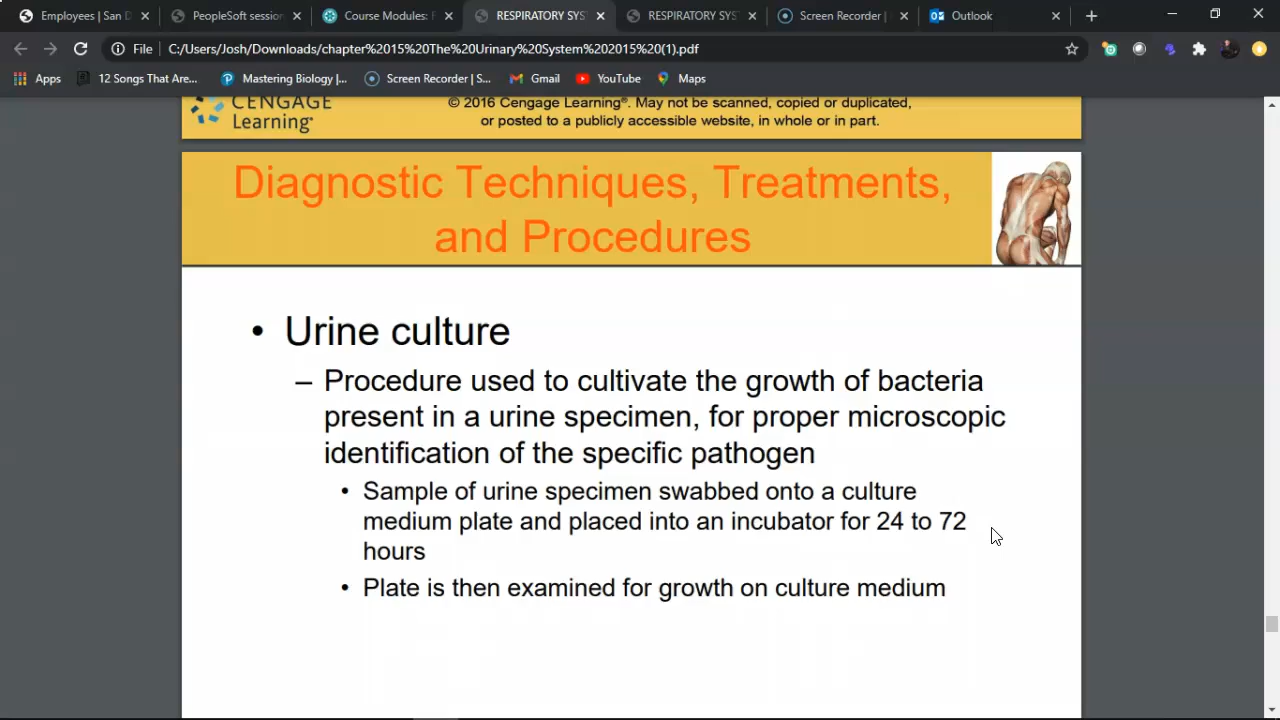 Employees | San D
PeopleSoft session
Course Modules: F
RESPIRATORY SYS
RESPIRATORY SYS
Screen Recorder |
Outlook
File | C:/Users/Josh/Downloads/chapter%2015%20The%20Urinary%20System%202015%20(1).pdf
Apps
12 Songs That Are...
Mastering Biology |...
Screen Recorder | S...
Gmail
YouTube
Maps
CENGAGE
Learning®
© 2016 Cengage Learning®. May not be scanned, copied or duplicated,
or posted to a publicly accessible website, in whole or in part.
Diagnostic Techniques, Treatments,
and Procedures
• Urine culture
– Procedure used to cultivate the growth of bacteria
present in a urine specimen, for proper microscopic
identification of the specific pathogen
• Sample of urine specimen swabbed onto a culture
medium plate and placed into an incubator for 24 to 72
hours
• Plate is then examined for growth on culture medium